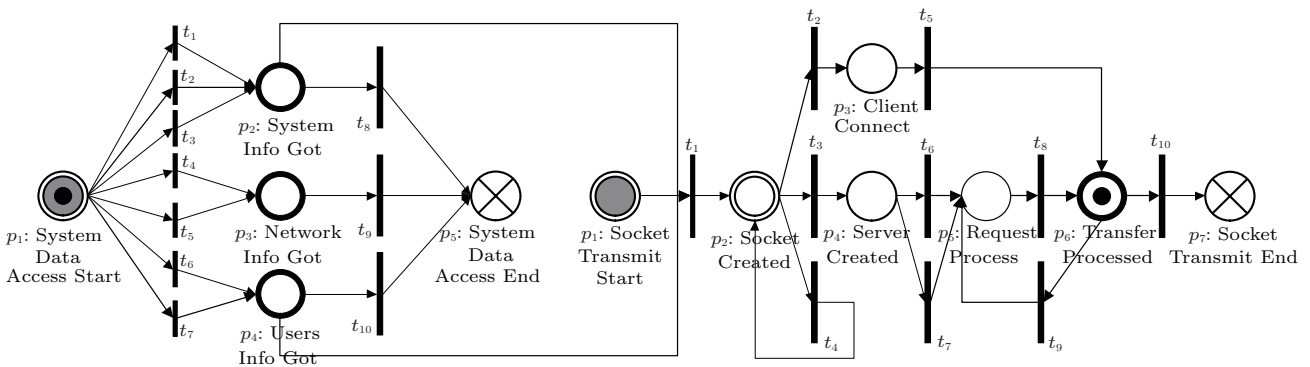 t1
t2
t3
t4
t5
t6
t7
p1: System
Data
Access Start
p2: System
Info Got
p3: Network
Info Got
p4: Users
Info Got
t8
t9
t10
p5: System
Data
Access End
p1: Socket
Transmit
Start
t1
p2: Socket
Created
t2
t3
t4
p3: Client
Connect
p4: Server
Created
t5
t6
t7
p5: Request
Process
t8
t9
p6: Transfer
Processed
t10
p7: Socket
Transmit End